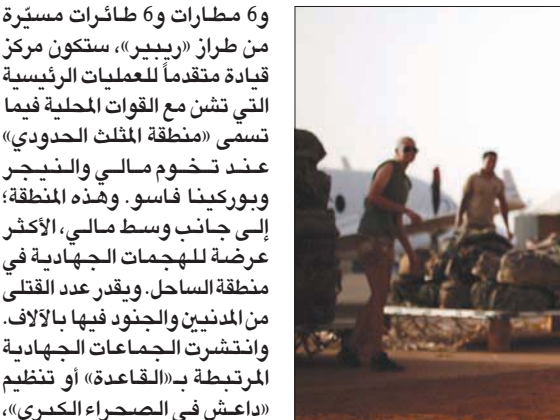 و6 مطارات و6 طائرات مسيّرة
من طراز «ريبير»، ستكون مركز
قيادة متقدماً للعمليات الرئيسية
التي تشن مع القوات المحلية فيما
تسمى «منطقة المثلث الحدودي»
عند تخوم مالي والنيجر
وبوركينا فاسو. وهذه المنطقة؛
إلى جانب وسط مالي، الأكثر
عرضة للهجمات الجهادية في
منطقة الساحل. ويقدر عدد القتلى
من المدنيين والجنود فيها بالآلاف.
وانتشرت الجماعات الجهادية
المرتبطة بـ«القاعدة» أو تنظيم
«داعش في الصحراء الكبرى»،